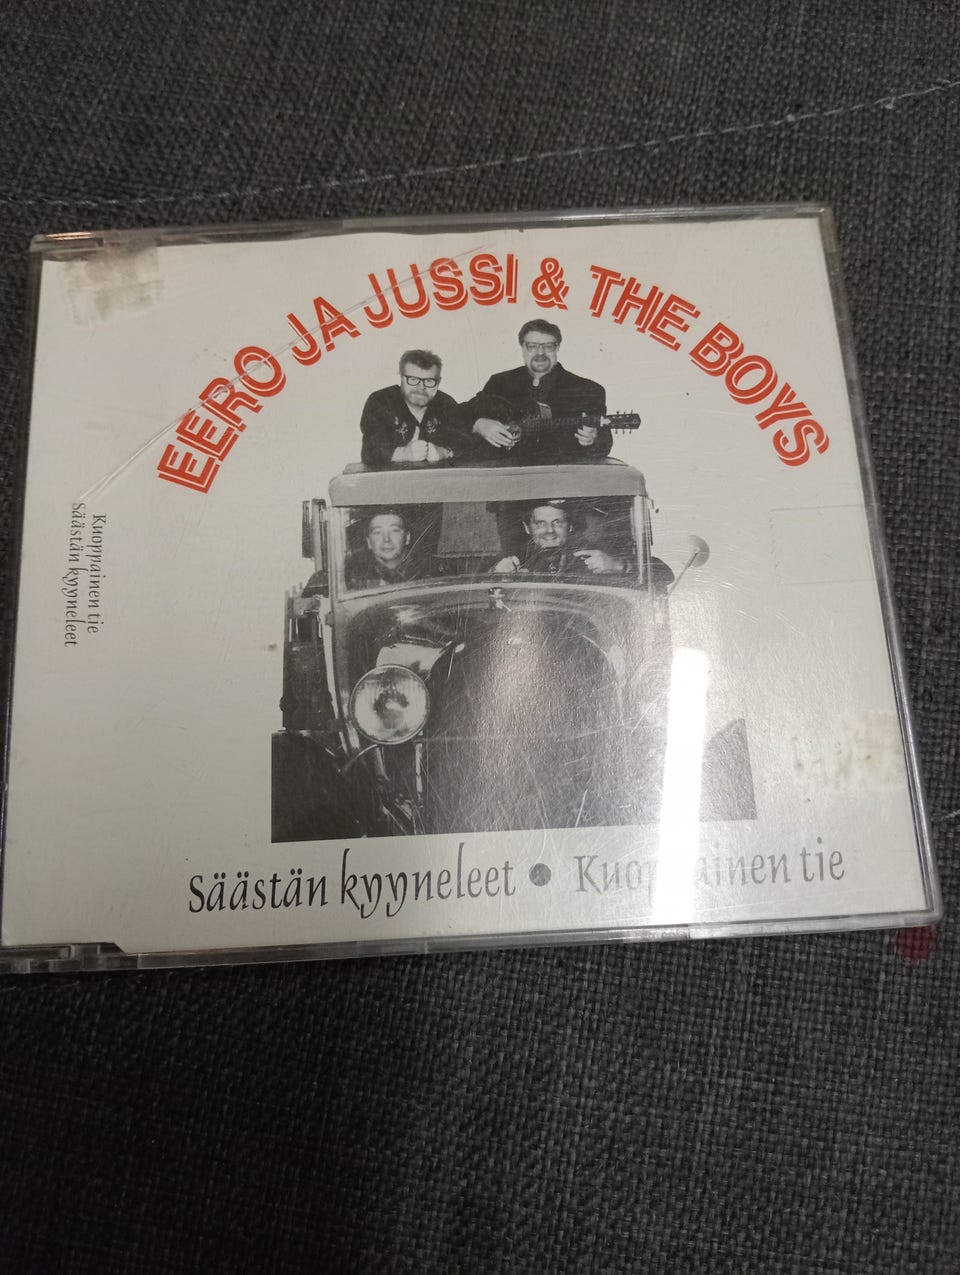 EERO JA JUSSI & THE BOYS
Kuoppainen tie
Säästän kyyneleet
Säästän kyyneleet • Kuoppainen tie